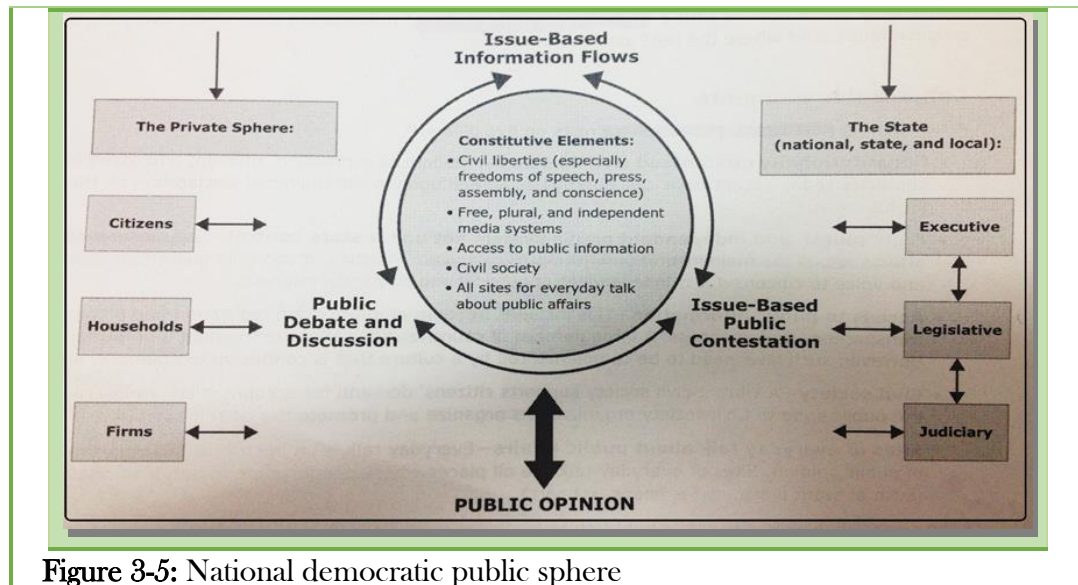 Issue-Based
Information Flows
The Private Sphere:
The State
(national, state, and local):
Constitutive Elements:
• Civil liberties (especially
freedoms of speech, press,
assembly, and conscience)
• Free, plural, and independent
media systems
• Access to public information
• Civil society
• All sites for everyday talk
about public affairs
Citizens
Executive
Public
Debate and
Discussion
Issue-Based
Public
Contestation
Households
Legislative
Firms
Judiciary
PUBLIC OPINION
Figure 3-5: National democratic public sphere